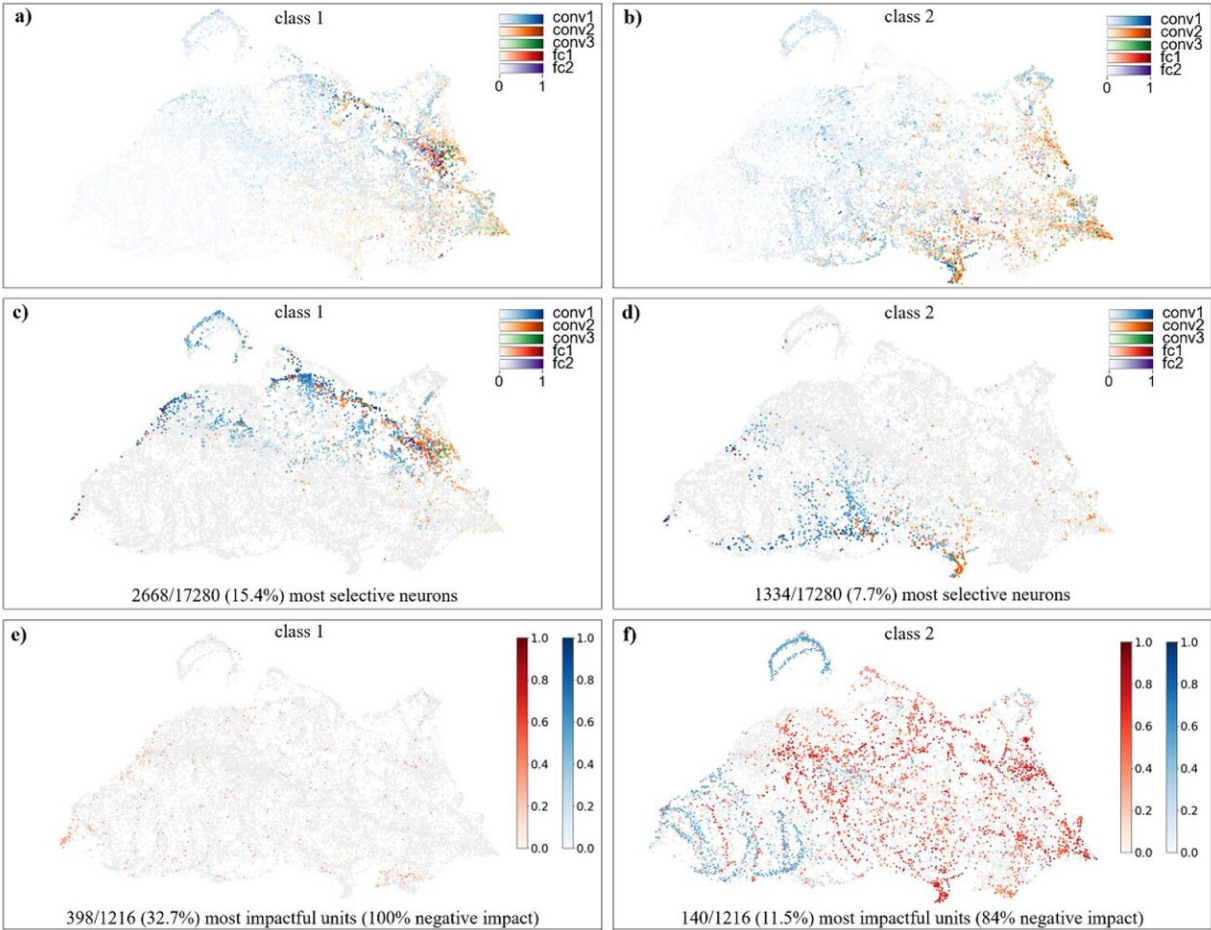 a)
class 1
conv1
conv2
conv3
fc1
fc2
0 1
b)
class 2
conv1
conv2
conv3
fc1
fc2
0 1
c)
class 1
conv1
conv2
conv3
fc1
fc2
0 1
2668/17280 (15.4%) most selective neurons
d)
class 2
conv1
conv2
conv3
fc1
fc2
0 1
1334/17280 (7.7%) most selective neurons
e)
class 1
1.0 1.0
0.8 0.8
0.6 0.6
0.4 0.4
0.2 0.2
0.0 0.0
398/1216 (32.7%) most impactful units (100% negative impact)
f)
class 2
1.0 1.0
0.8 0.8
0.6 0.6
0.4 0.4
0.2 0.2
0.0 0.0
140/1216 (11.5%) most impactful units (84% negative impact)